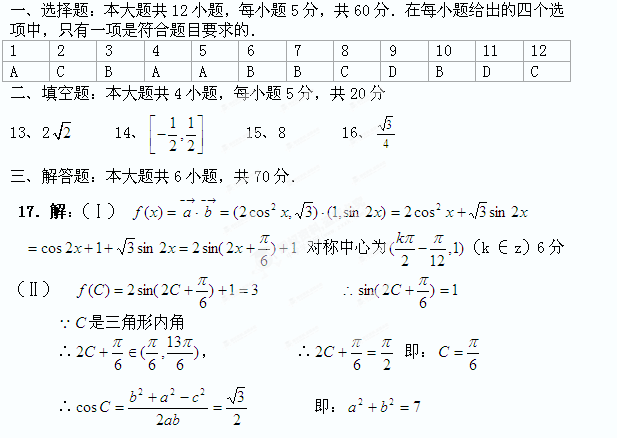 一、选择题：本大题共12小题，每小题5分，共60分．在每小题给出的四个选
项中，只有一项是符合题目要求的．
1 2 3 4 5 6 7 8 9 10 11 12
A C B A A B B C D B D C
二、填空题：本大题共4小题，每小题5分，共20分
13、2√2 14、[-1/2, 1/2] 15、8 16、√3/4
三、解答题：本大题共6小题，共70分．
17．解：（Ⅰ） f(x) = a⃗ · b⃗ = (2cos² x, √3)·(1, sin 2x) = 2cos² x + √3 sin 2x
= cos 2x + 1 + √3 sin 2x = 2sin(2x + π/6) + 1 对称中心为(kπ/2 - π/12, 1)（k ∈ z）6分
（Ⅱ） f(C) = 2sin(2C + π/6) + 1 = 3 ∴ sin(2C + π/6) = 1
∵ C是三角形内角
∴ 2C + π/6 ∈ (π/6, 13π/6)， ∴ 2C + π/6 = π/2 即：C = π/6
∴ cos C = (b² + a² - c²)/2ab = √3/2 即：a² + b² = 7